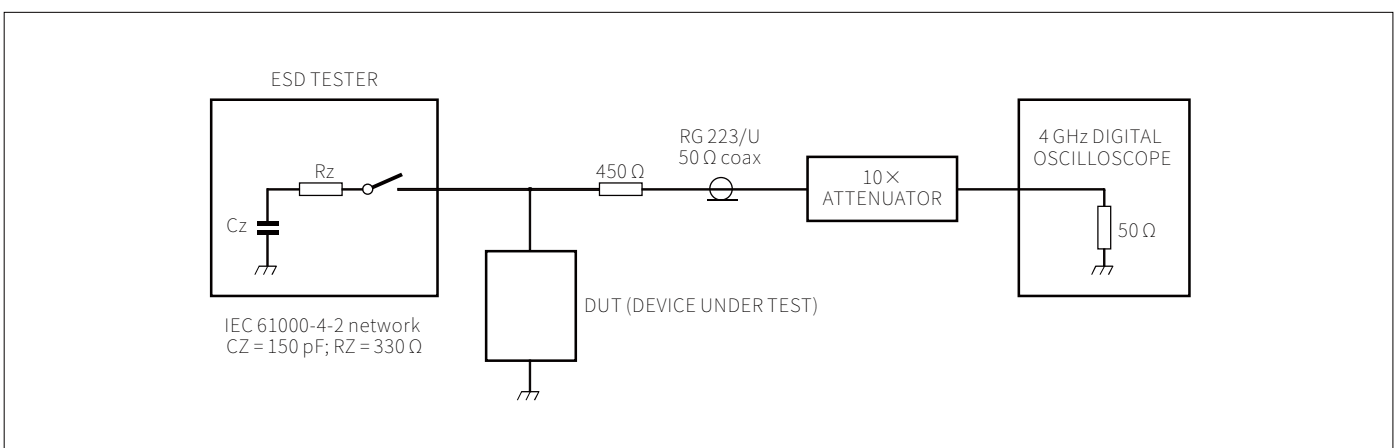 ESD TESTER
Rz
Cz
IEC 61000-4-2 network
CZ = 150 pF; RZ = 330 Ω
DUT (DEVICE UNDER TEST)
450 Ω
RG 223/U
50 Ω coax
10×
ATTENUATOR
4 GHz DIGITAL
OSCILLOSCOPE
50 Ω